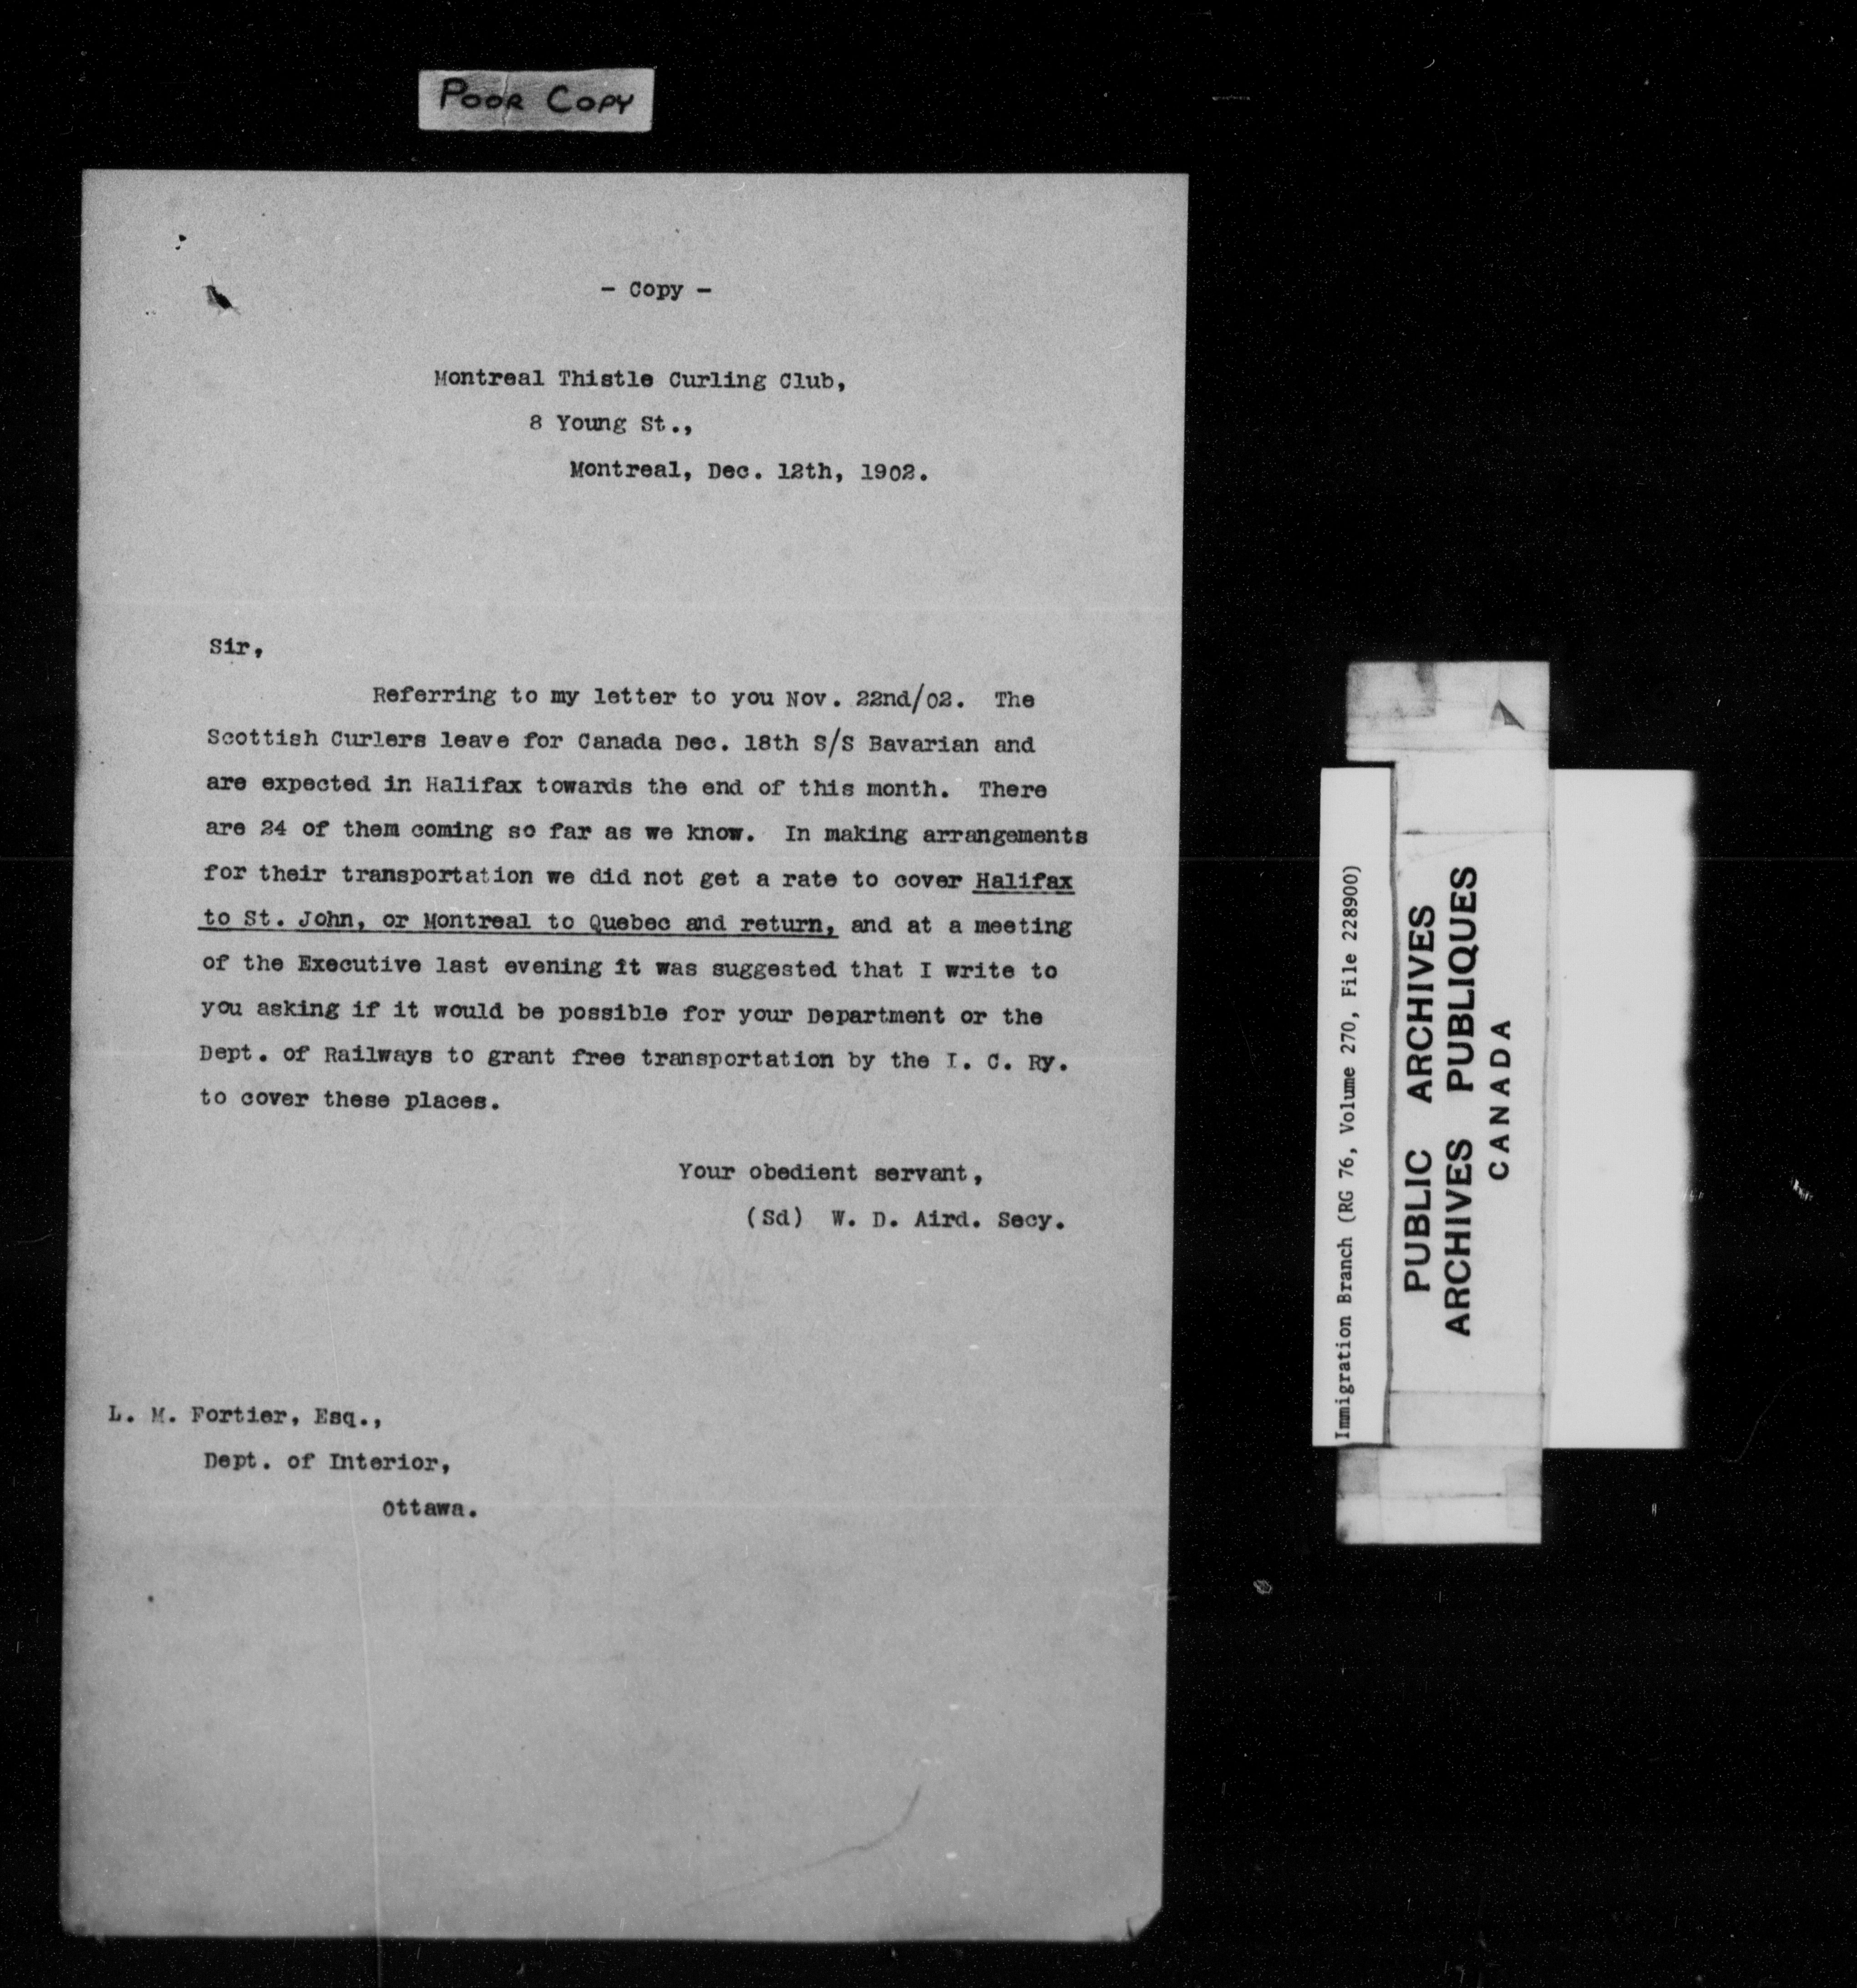 POOR COPY
- Copy -
Montreal Thistle Curling Club,
8 Young St.,
Montreal, Dec. 12th, 1902.
Sir,
Referring to my letter to you Nov. 22nd/02. The
Scottish Curlers leave for Canada Dec. 18th S/S Bavarian and
are expected in Halifax towards the end of this month. There
are 24 of them coming so far as we know. In making arrangements
for their transportation we did not get a rate to cover Halifax
to St. John, or Montreal to Quebec and return, and at a meeting
of the Executive last evening it was suggested that I write to
you asking if it would be possible for your Department or the
Dept. of Railways to grant free transportation by the I. C. Ry.
to cover these places.
Your obedient servant,
(Sd) W. D. Aird. Secy.
L. M. Fortier, Esq.,
Dept. of Interior,
Ottawa.
Immigration Branch (RG 76, Volume 270, File 228900)
PUBLIC ARCHIVES
ARCHIVES PUBLIQUES
CANADA